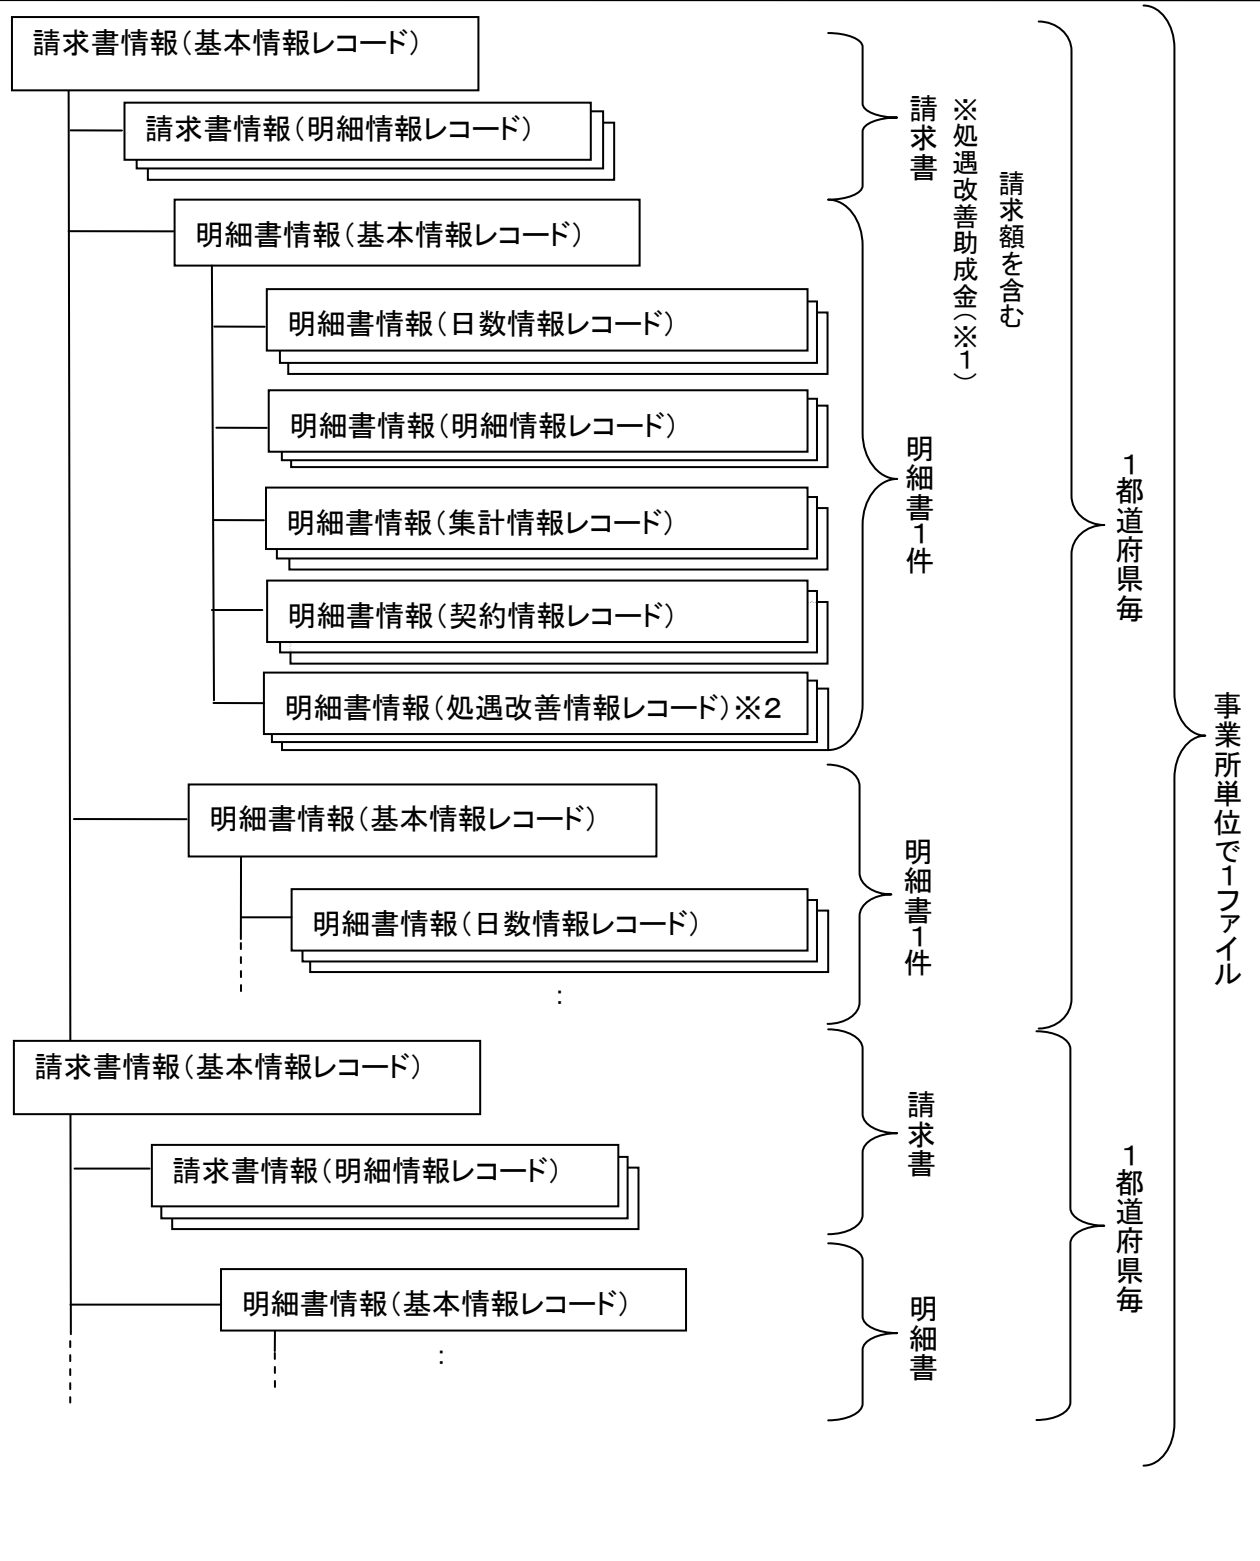 請求書情報（基本情報レコード）
請求書情報（明細情報レコード）
明細書情報（基本情報レコード）
明細書情報（日数情報レコード）
明細書情報（明細情報レコード）
明細書情報（集計情報レコード）
明細書情報（契約情報レコード）
明細書情報（処遇改善情報レコード）※２
明細書情報（基本情報レコード）
明細書情報（日数情報レコード）
：
請求書情報（基本情報レコード）
請求書情報（明細情報レコード）
明細書情報（基本情報レコード）
：
請求書
※処遇改善助成金（※１）
請求額を含む
明細書１件
明細書１件
請求書
明細書
１都道府県毎
１都道府県毎
事業所単位で１ファイル